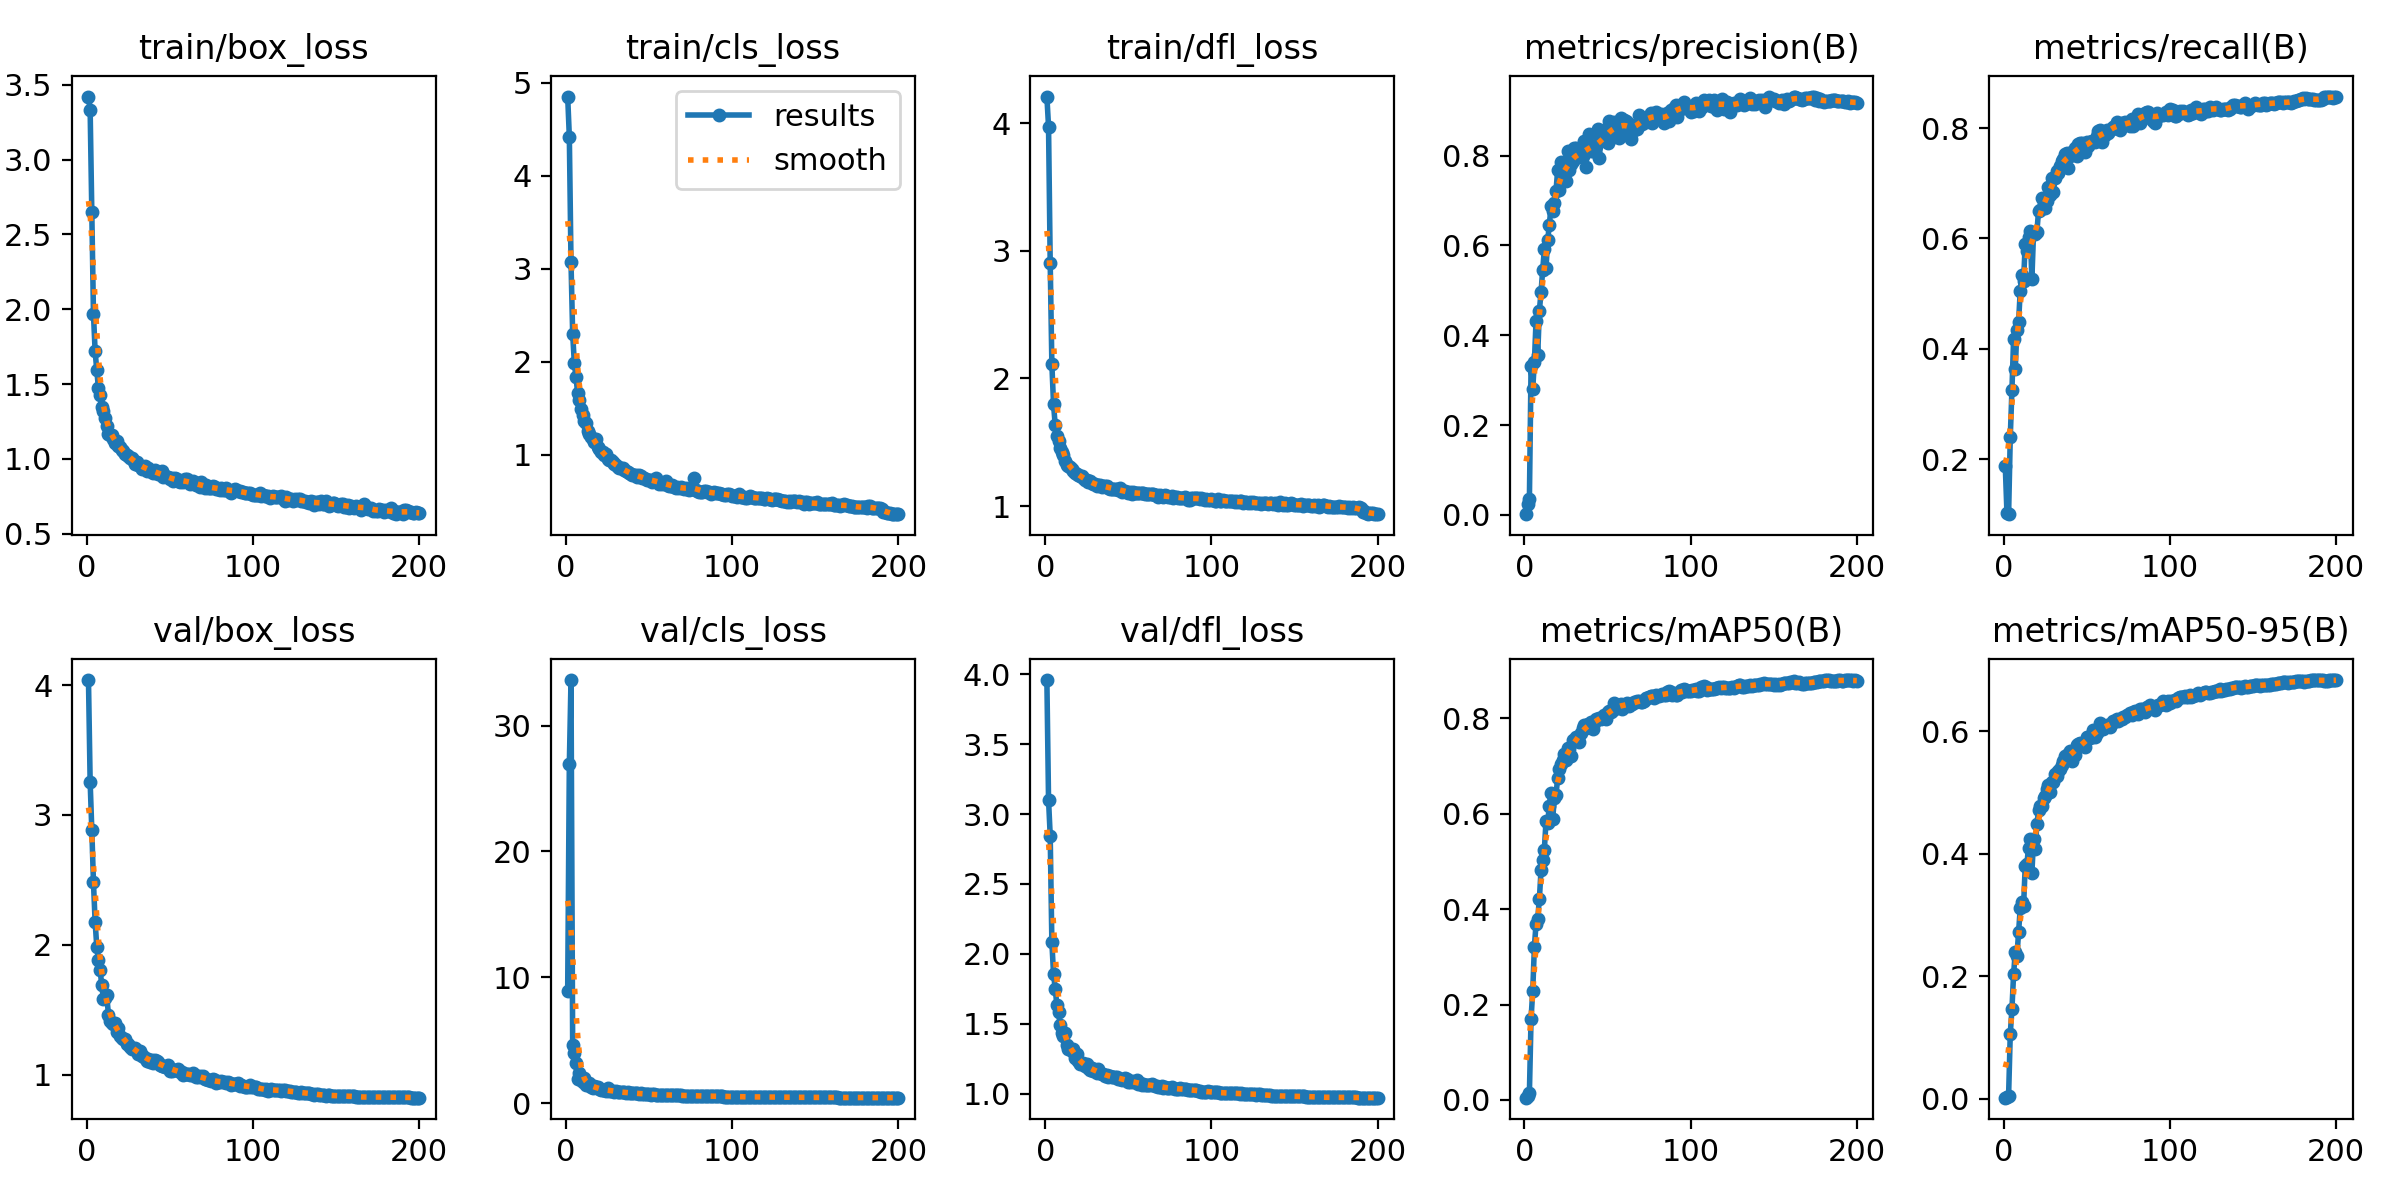 train/box_loss
3.5
3.0
2.5
2.0
1.5
1.0
0.5
0 100 200
train/cls_loss
results
smooth
5
4
3
2
1
0 100 200
train/dfl_loss
4
3
2
1
0 100 200
metrics/precision(B)
0.8
0.6
0.4
0.2
0.0
0 100 200
metrics/recall(B)
0.8
0.6
0.4
0.2
0 100 200
val/box_loss
4
3
2
1
0 100 200
val/cls_loss
30
20
10
0
0 100 200
val/dfl_loss
4.0
3.5
3.0
2.5
2.0
1.5
1.0
0 100 200
metrics/mAP50(B)
0.8
0.6
0.4
0.2
0.0
0 100 200
metrics/mAP50-95(B)
0.6
0.4
0.2
0.0
0 100 200